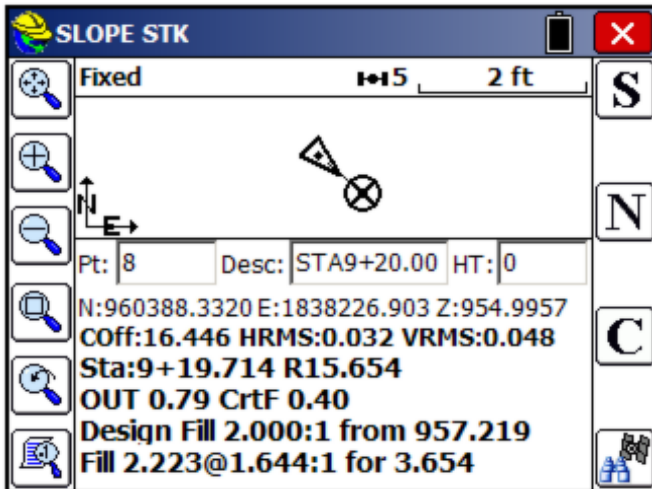 SLOPE STK
Fixed 5 2 ft S
N
E
N
Pt: 8 Desc: STA9+20.00 HT: 0
N:960388.3320 E:1838226.903 Z:954.9957
COff:16.446 HRMS:0.032 VRMS:0.048
C
Sta:9+19.714 R15.654
OUT 0.79 CrtF 0.40
Design Fill 2.000:1 from 957.219
Fill 2.223@1.644:1 for 3.654